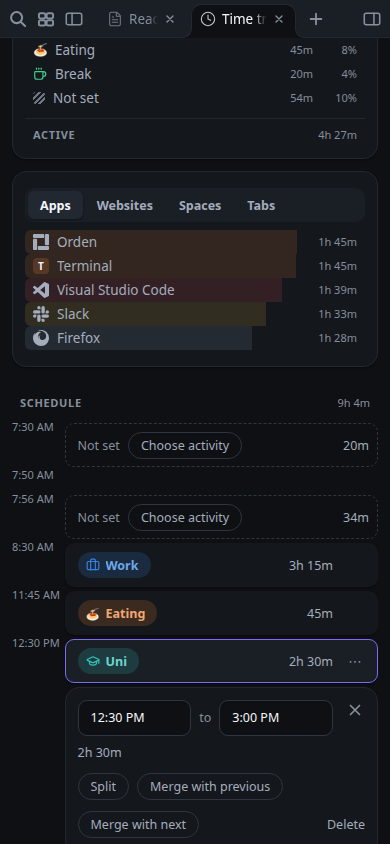 Time t
Eating 45m 8%
Break 20m 4%
Not set 54m 10%
ACTIVE 4h 27m
Apps Websites Spaces Tabs
Orden 1h 45m
T Terminal 1h 45m
Visual Studio Code 1h 39m
Slack 1h 33m
Firefox 1h 28m
SCHEDULE 9h 4m
7:30 AM
Not set Choose activity 20m
7:50 AM
7:56 AM
Not set Choose activity 34m
8:30 AM
Work 3h 15m
11:45 AM
Eating 45m
12:30 PM
Uni 2h 30m ...
12:30 PM to 3:00 PM
2h 30m
Split Merge with previous
Merge with next Delete